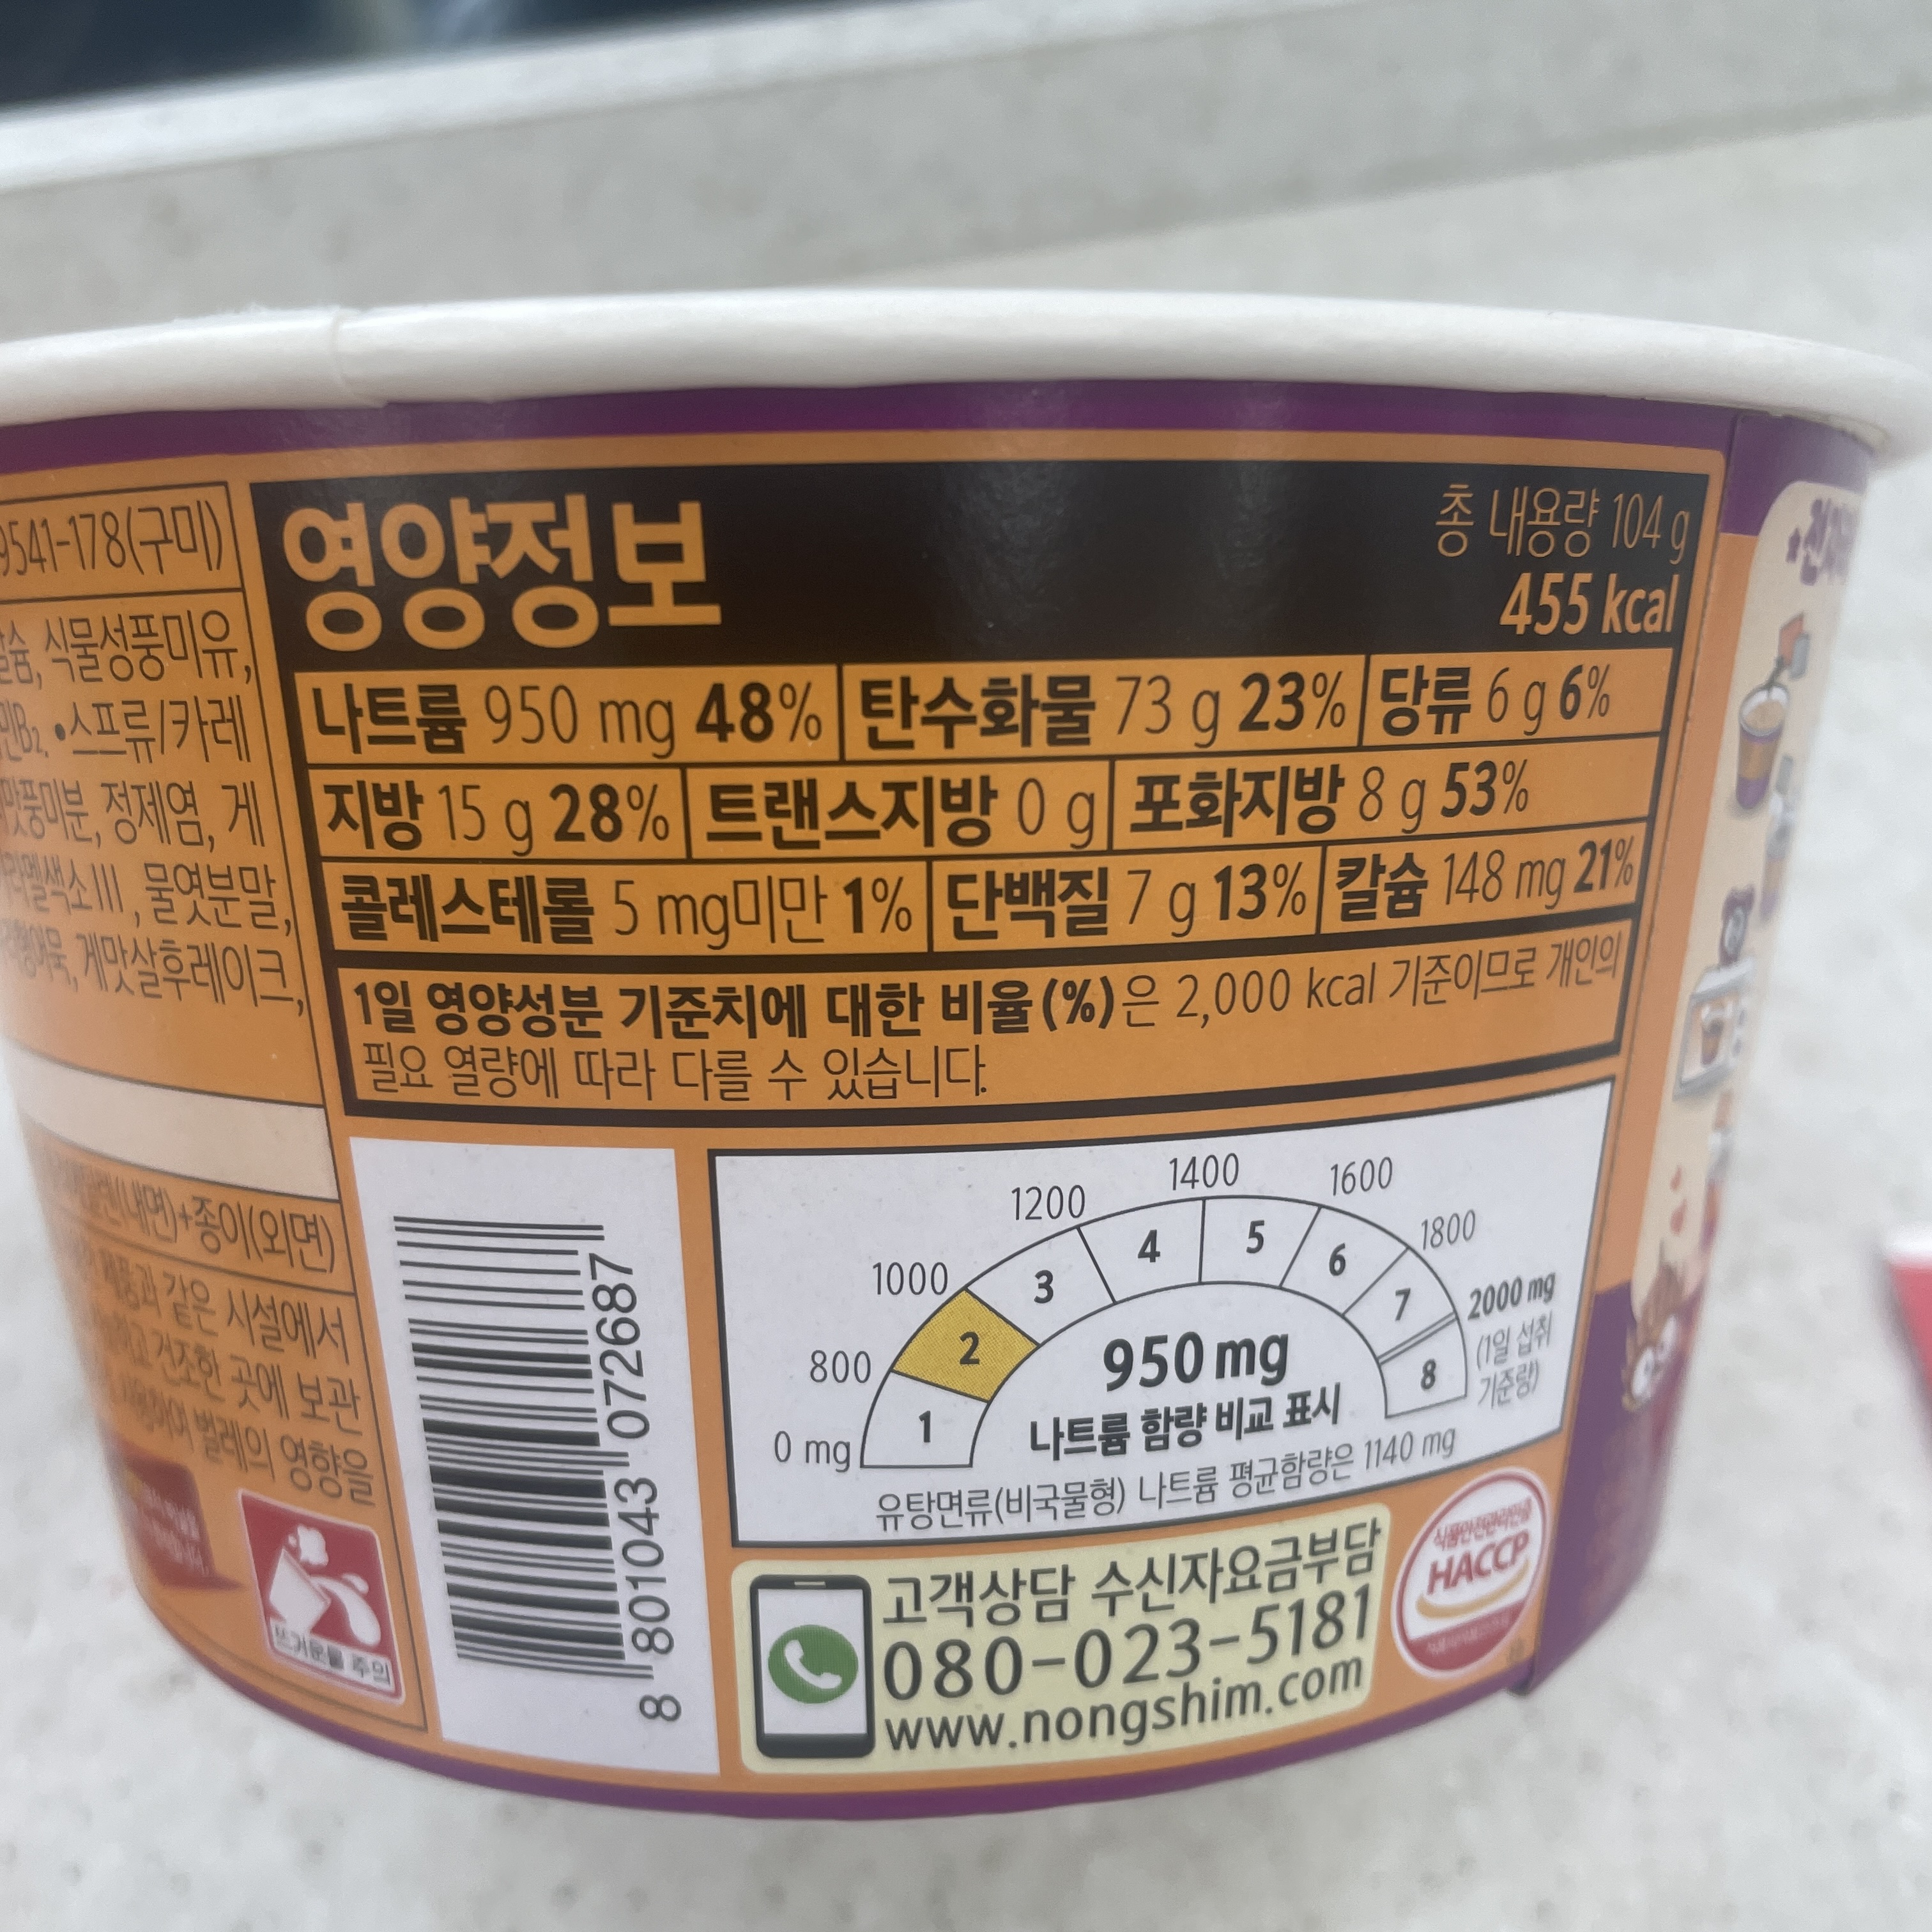 9541-178(구미)
식물성풍미유,
•스프류/카레
정제염, 게
물엿분말,
게맛살후레이크,
(내면)+종이(외면)
같은 시설에서
건조한 곳에 보관
벌레의 영향을
뜨거운물 주의
영양정보
총 내용량 104 g
455 kcal
나트륨 950 mg 48% 탄수화물 73 g 23% 당류 6 g 6%
지방 15 g 28% 트랜스지방 0 g 포화지방 8 g 53%
콜레스테롤 5 mg미만 1% 단백질 7 g 13% 칼슘 148 mg 21%
1일 영양성분 기준치에 대한 비율(%)은 2,000 kcal 기준이므로 개인의
필요 열량에 따라 다를 수 있습니다.
8 801043 072687
0 mg 800 1000 1200 1400 1600 1800 2000 mg
(1일 섭취
기준량)
1 2 3 4 5 6 7 8
950 mg
나트륨 함량 비교 표시
유탕면류(비국물형) 나트륨 평균함량은 1140 mg
고객상담 수신자요금부담
080-023-5181
www.nongshim.com
식품안전관리인증
HACCP